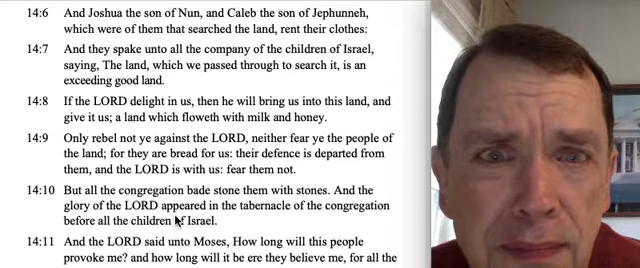 14:6 And Joshua the son of Nun, and Caleb the son of Jephunneh,
which were of them that searched the land, rent their clothes:
14:7 And they spake unto all the company of the children of Israel,
saying, The land, which we passed through to search it, is an
exceeding good land.
14:8 If the LORD delight in us, then he will bring us into this land, and
give it us; a land which floweth with milk and honey.
14:9 Only rebel not ye against the LORD, neither fear ye the people of
the land; for they are bread for us: their defence is departed from
them, and the LORD is with us: fear them not.
14:10 But all the congregation bade stone them with stones. And the
glory of the LORD appeared in the tabernacle of the congregation
before all the children of Israel.
14:11 And the LORD said unto Moses, How long will this people
provoke me? and how long will it be ere they believe me, for all the